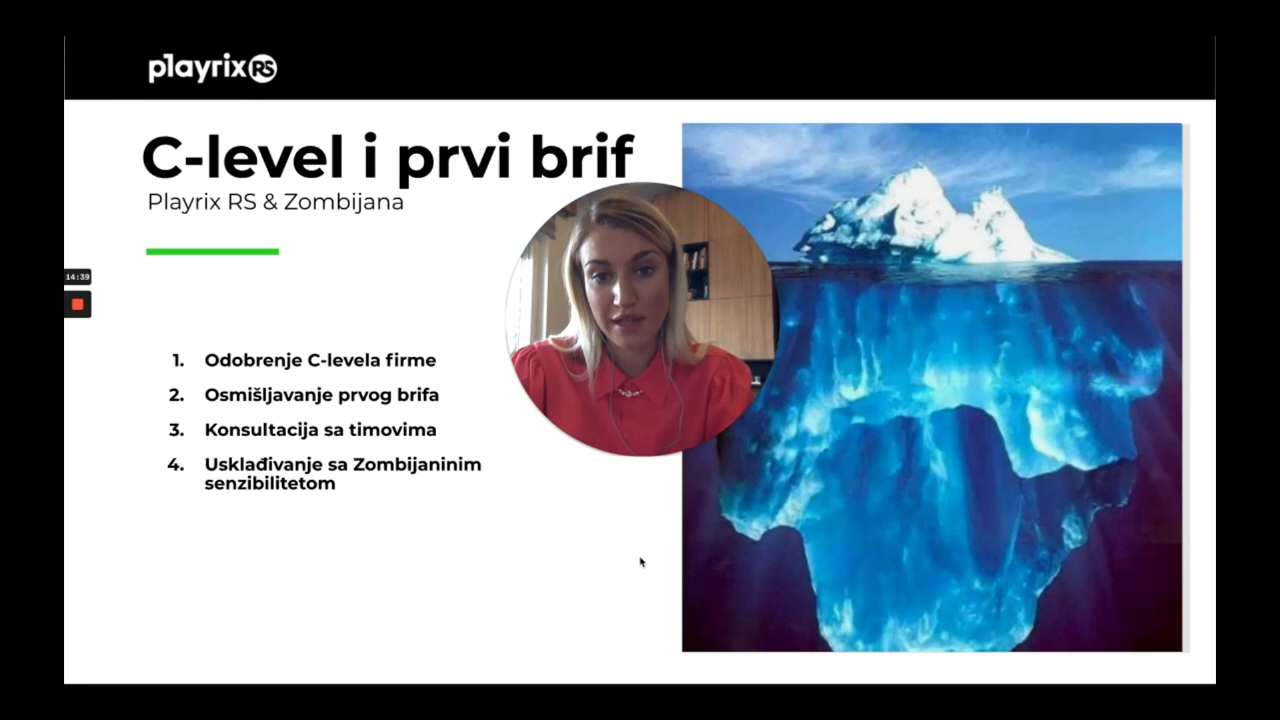 playrix RS
C-level i prvi brif
Playrix RS & Zombijana
14:39
1. Odobrenje C-levela firme
2. Osmišljavanje prvog brifa
3. Konsultacija sa timovima
4. Usklađivanje sa Zombijaninim
senzibilitetom